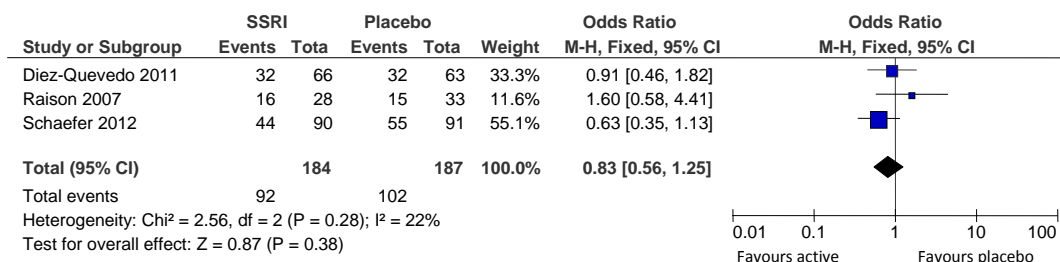 SSRI Placebo Odds Ratio Odds Ratio
Study or Subgroup Events Tota Events Tota Weight M-H, Fixed, 95% CI M-H, Fixed, 95% CI
Diez-Quevedo 2011 32 66 32 63 33.3% 0.91 [0.46, 1.82]
Raison 2007 16 28 15 33 11.6% 1.60 [0.58, 4.41]
Schaefer 2012 44 90 55 91 55.1% 0.63 [0.35, 1.13]
Total (95% CI) 184 187 100.0% 0.83 [0.56, 1.25]
Total events 92 102
Heterogeneity: Chi² = 2.56, df = 2 (P = 0.28); I² = 22%
Test for overall effect: Z = 0.87 (P = 0.38)
0.01 0.1 1 10 100
Favours active Favours placebo